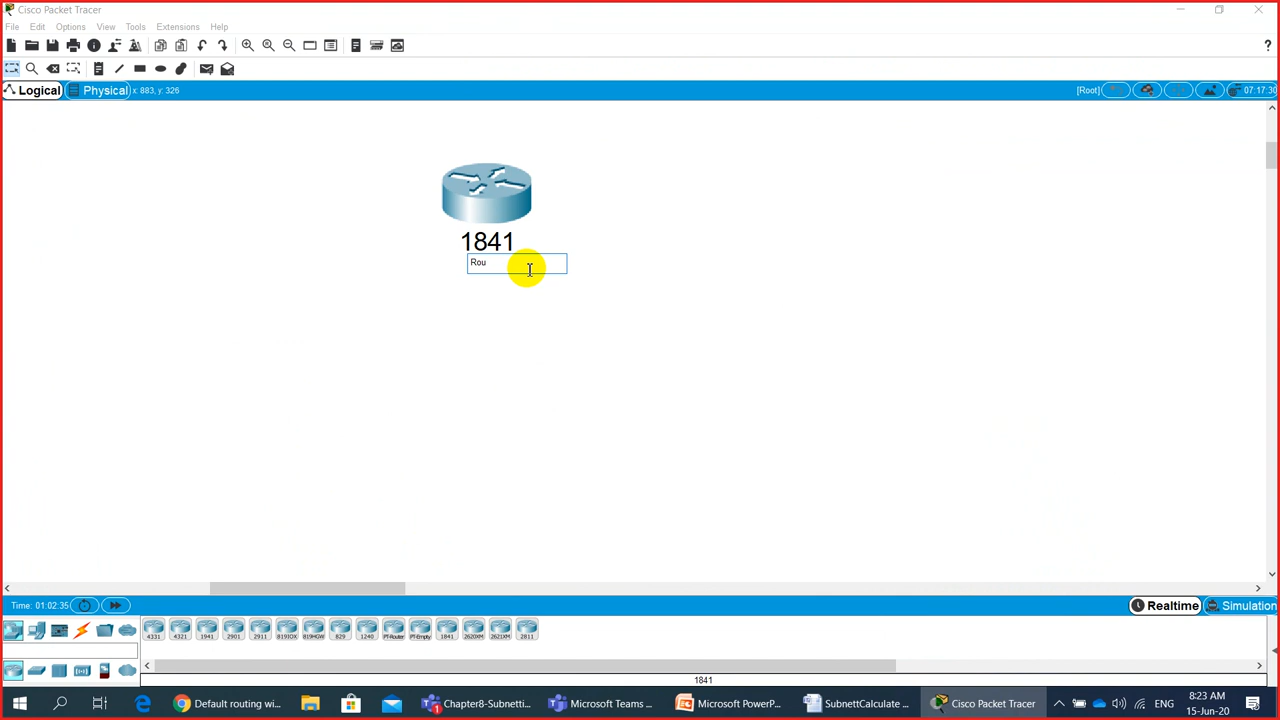 Cisco Packet Tracer
File Edit Options View Tools Extensions Help
?
Logical Physical x: 883, y: 326 [Root] 07:17:30
1841
Rou
Time: 01:02:35 Realtime Simulation
4331 4321 1941 2901 2911 819IOX 819HGW 829 1240 PT-Router PT-Empty 1841 2620XM 2621XM 2811
1841
Default routing wi... Chapter8-Subnetti... Microsoft Teams ... Microsoft PowerP... SubnettCalculate ... Cisco Packet Tracer ENG 8:23 AM
15-Jun-20